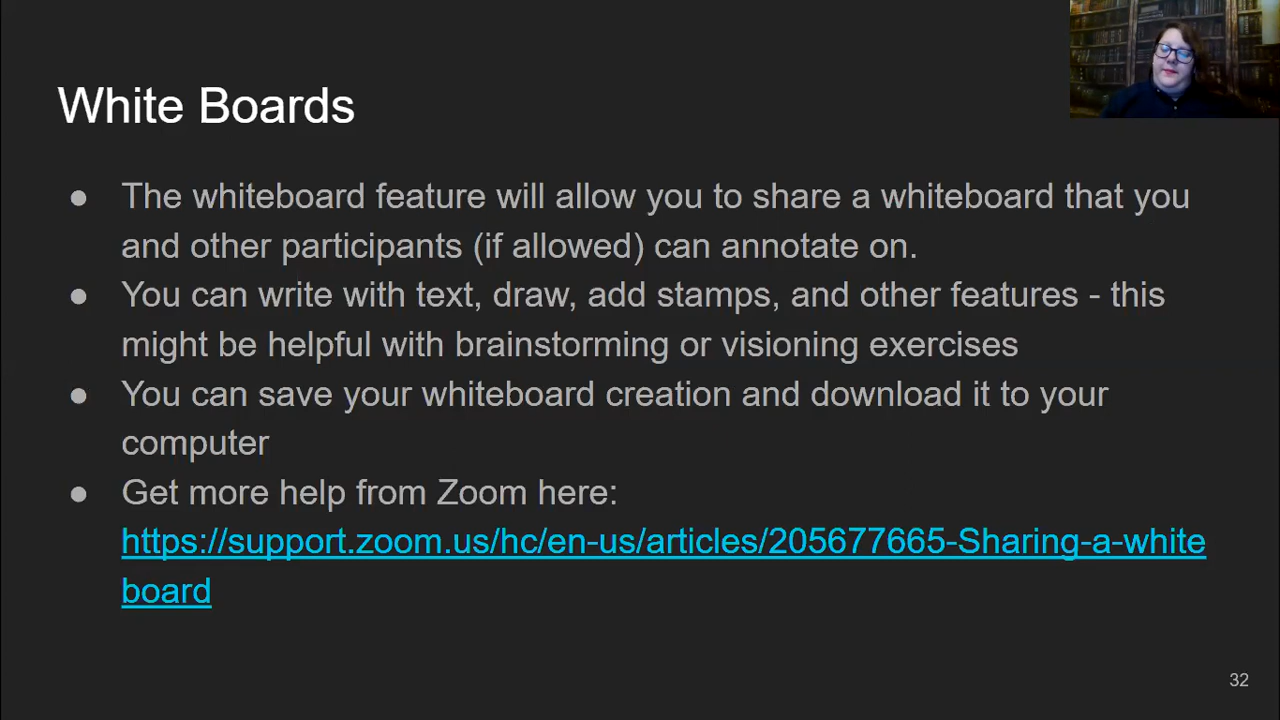 White Boards
● The whiteboard feature will allow you to share a whiteboard that you
and other participants (if allowed) can annotate on.
● You can write with text, draw, add stamps, and other features - this
might be helpful with brainstorming or visioning exercises
● You can save your whiteboard creation and download it to your
computer
● Get more help from Zoom here:
https://support.zoom.us/hc/en-us/articles/205677665-Sharing-a-white
board
32